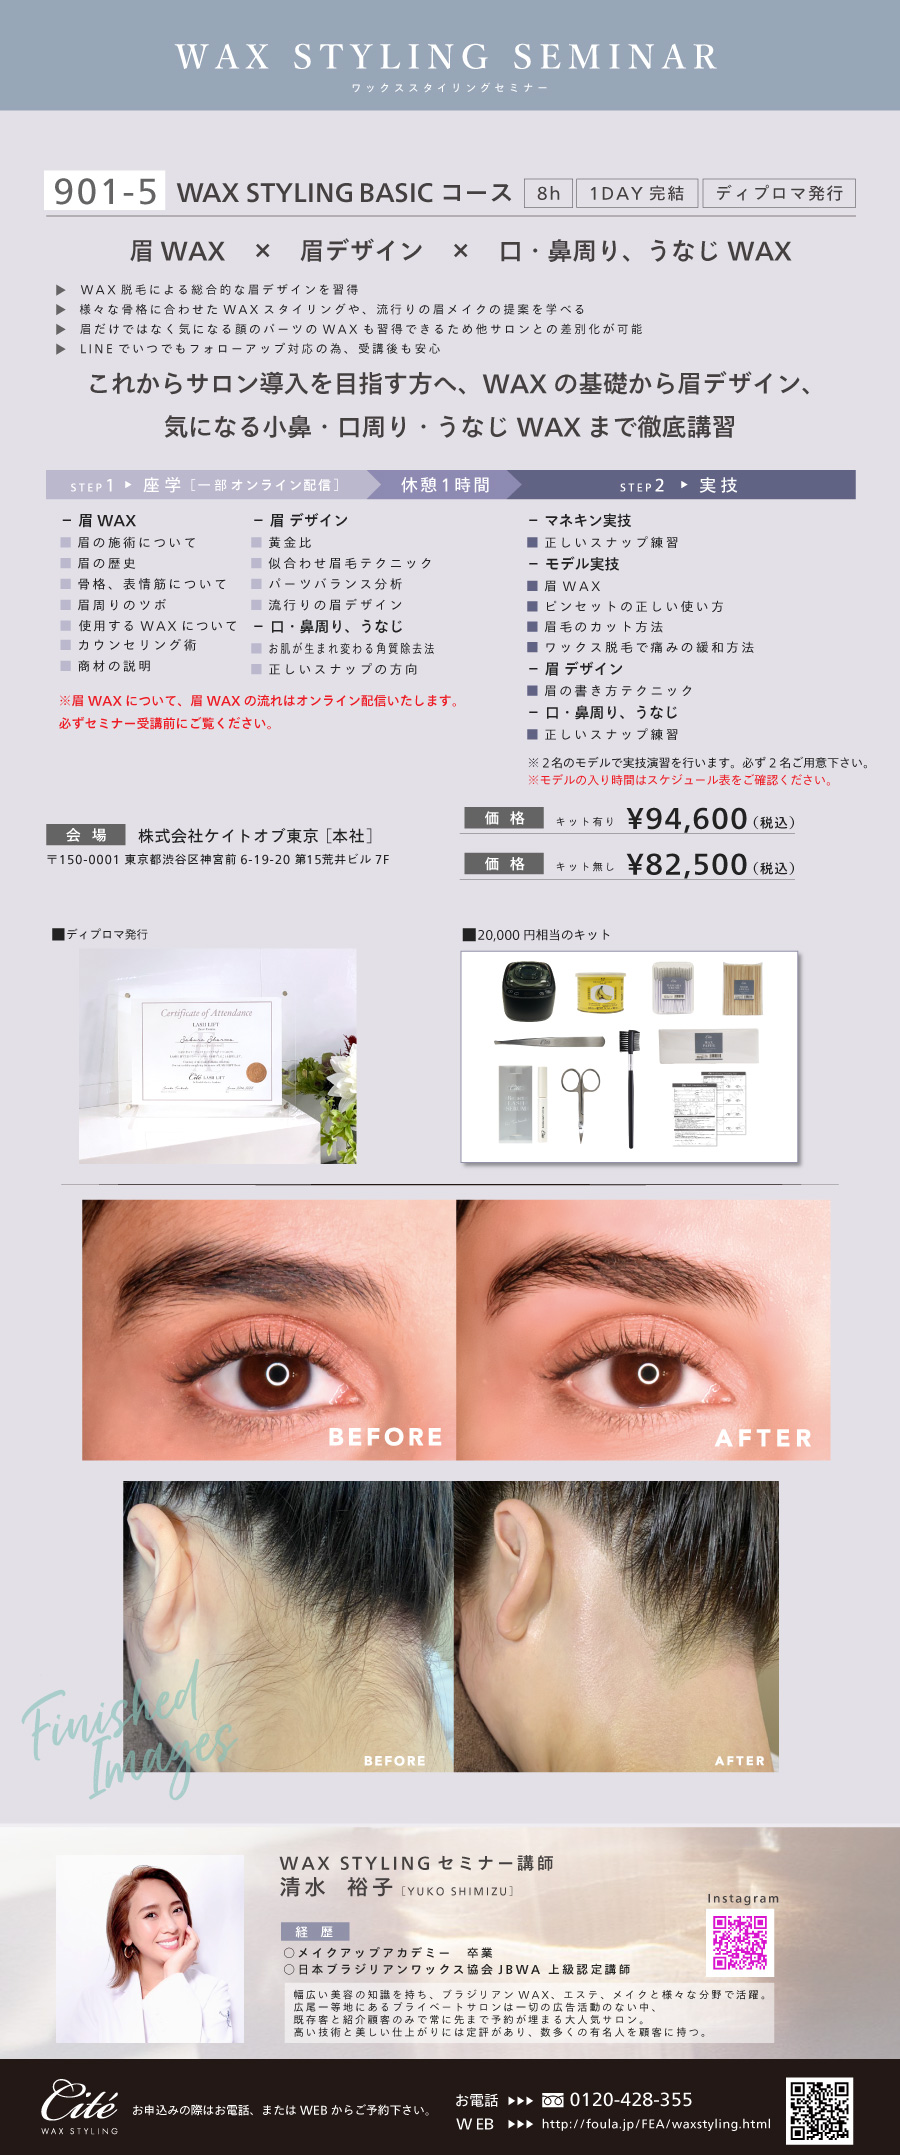 WAX STYLING SEMINAR
ワックススタイリングセミナー
901-5 WAX STYLING BASIC コース 8h 1DAY 完結 ディプロマ発行
眉 WAX × 眉デザイン × 口・鼻周り、うなじ WAX
▶ WAX 脱毛による総合的な眉デザインを習得
▶ 様々な骨格に合わせた WAX スタイリングや、流行りの眉メイクの提案を学べる
▶ 眉だけではなく気になる顔のパーツの WAX も習得できるため他サロンとの差別化が可能
▶ LINE でいつでもフォローアップ対応の為、受講後も安心
これからサロン導入を目指す方へ、WAX の基礎から眉デザイン、
気になる小鼻・口周り・うなじ WAX まで徹底講習
STEP1 ▶ 座学［一部オンライン配信］
休憩1時間
STEP2 ▶ 実技
− 眉 WAX
■ 眉の施術について
■ 眉の歴史
■ 骨格、表情筋について
■ 眉周りのツボ
■ 使用する WAX について
■ カウンセリング術
■ 商材の説明
− 眉 デザイン
■ 黄金比
■ 似合わせ眉毛テクニック
■ パーツバランス分析
■ 流行りの眉デザイン
− 口・鼻周り、うなじ
■ お肌が生まれ変わる角質除去法
■ 正しいスナップの方向
※眉 WAX について、眉 WAX の流れはオンライン配信いたします。
必ずセミナー受講前にご覧ください。
− マネキン実技
■ 正しいスナップ練習
− モデル実技
■ 眉 WAX
■ ピンセットの正しい使い方
■ 眉毛のカット方法
■ ワックス脱毛で痛みの緩和方法
− 眉 デザイン
■ 眉の書き方テクニック
− 口・鼻周り、うなじ
■ 正しいスナップ練習
※２名のモデルで実技演習を行います。必ず２名ご用意下さい。
※モデルの入り時間はスケジュール表をご確認ください。
会 場 株式会社ケイトオブ東京［本社］
〒150-0001 東京都渋谷区神宮前 6-19-20 第15荒井ビル 7F
価 格 キット有り ¥94,600（税込）
価 格 キット無し ¥82,500（税込）
■ディプロマ発行
Certificate of Attendance
LASH LIFT
Cité LASH LIFT
■20,000 円相当のキット
BEFORE
AFTER
BEFORE
AFTER
Finished
Images
WAX STYLING セミナー講師
清水 裕子［YUKO SHIMIZU］
Instagram
経 歴
○メイクアップアカデミー 卒業
○日本ブラジリアンワックス協会 JBWA 上級認定講師
幅広い美容の知識を持ち、ブラジリアン WAX、エステ、メイクと様々な分野で活躍。
広尾一等地にあるプライベートサロンは一切の広告活動のない中、
既存客と紹介顧客のみで常に先まで予約が埋まる大人気サロン。
高い技術と美しい仕上がりには定評があり、数多くの有名人を顧客に持つ。
Cité
WAX STYLING
お申込みの際はお電話、または WEB からご予約下さい。
お電話 ▶▶▶ 0120-428-355
WEB ▶▶▶ http://foula.jp/FEA/waxstyling.html